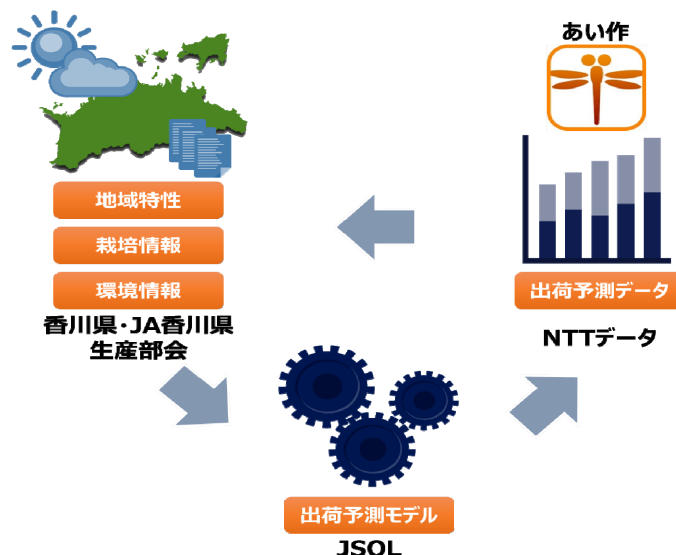 地域特性
栽培情報
環境情報
香川県・JA香川県
生産部会
あい作
出荷予測データ
NTTデータ
出荷予測モデル
JSOL